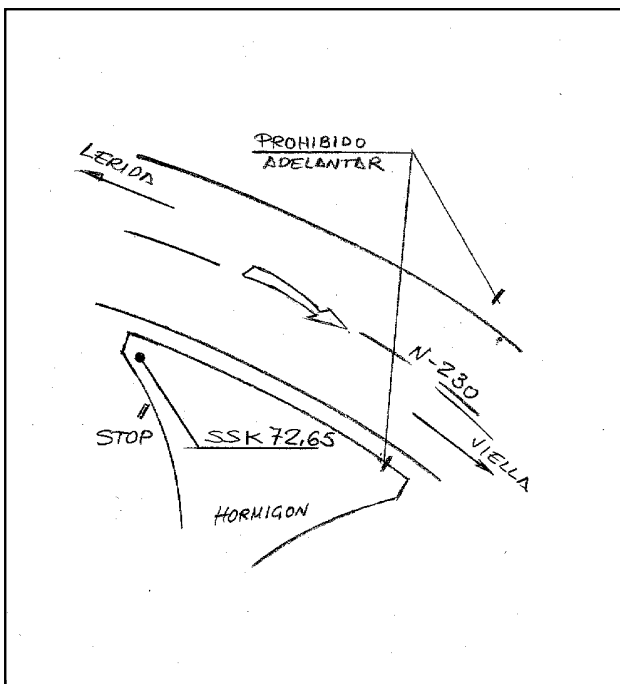 PROHIBIDO
ADELANTAR
LERIDA
N-230
VIELLA
STOP
SSK 72,65
HORMIGON